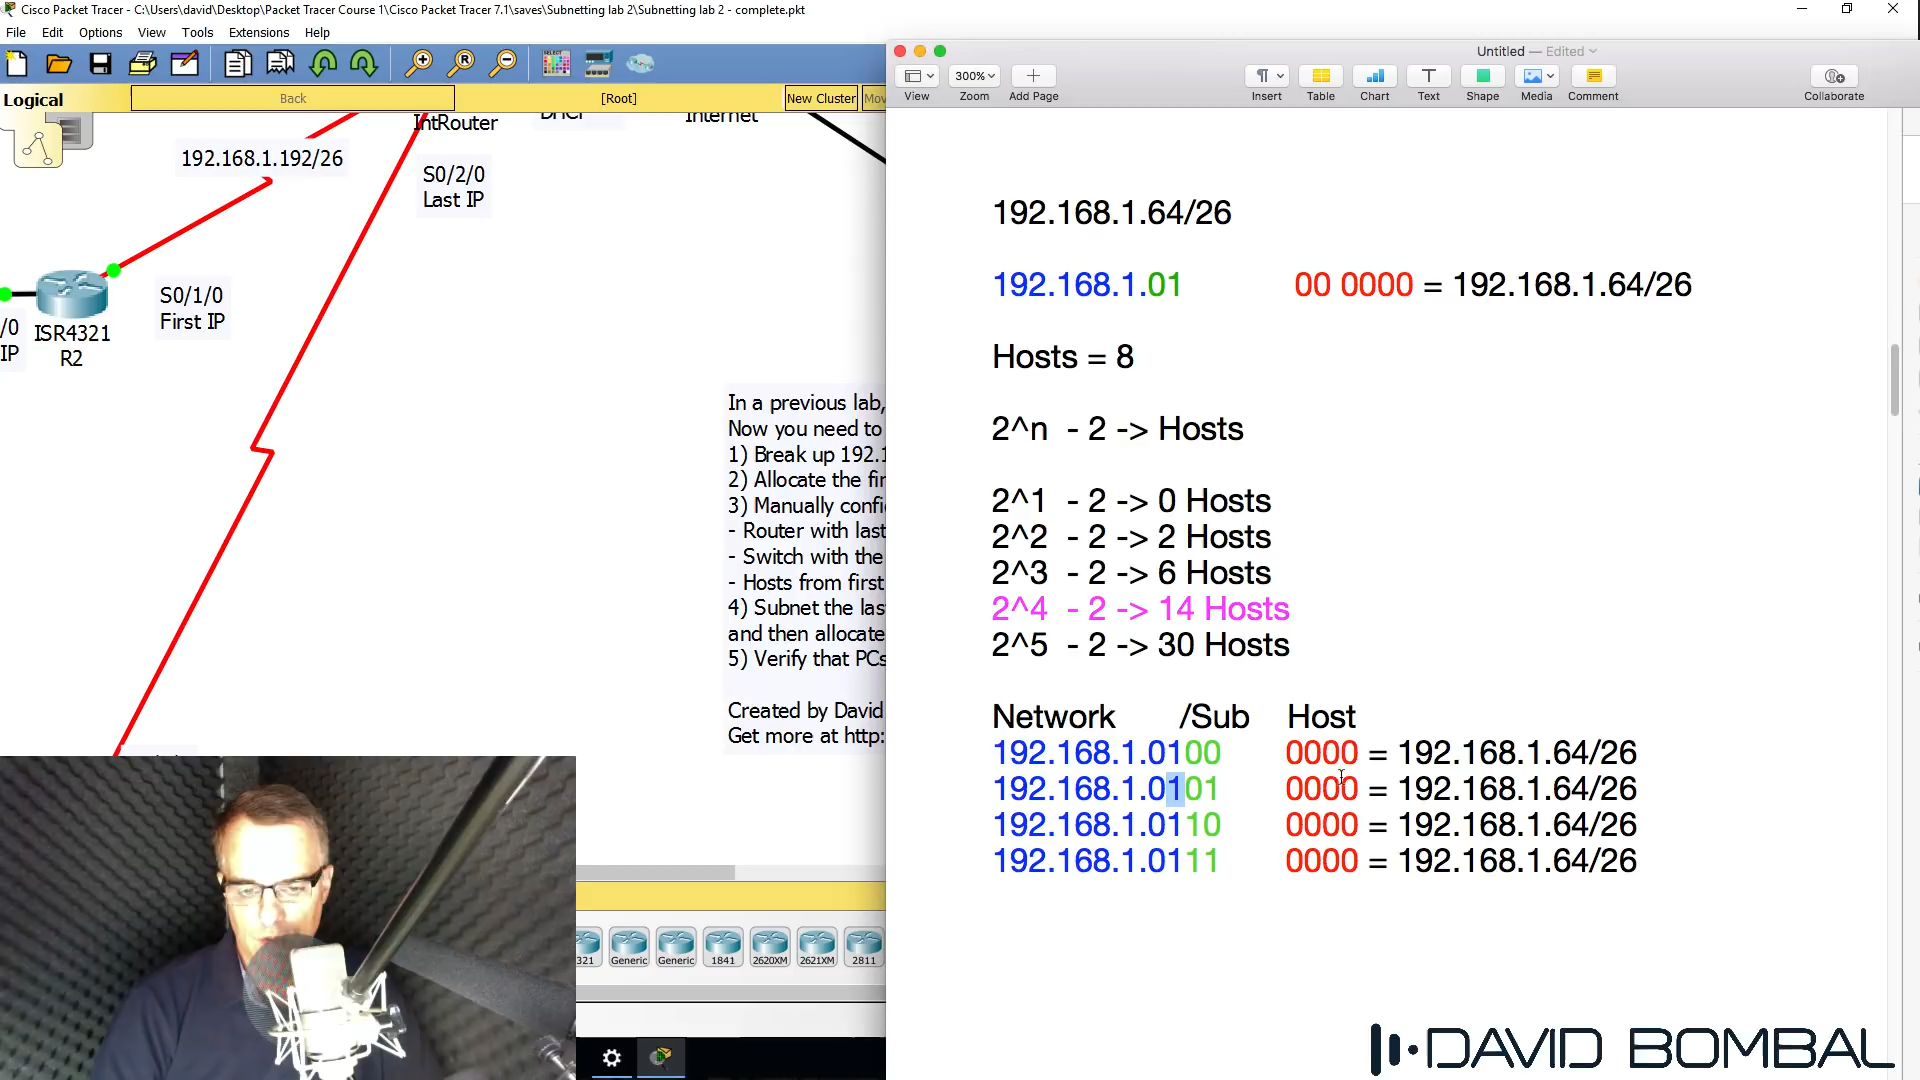 Cisco Packet Tracer - C:\Users\david\Desktop\Packet Tracer Course 1\Cisco Packet Tracer 7.1\saves\Subnetting lab 2\Subnetting lab 2 - complete.pkt
File Edit Options View Tools Extensions Help
Logical Back [Root] New Cluster Mov
IntRouter
Internet
192.168.1.192/26
S0/2/0
Last IP
S0/1/0
First IP
/0
IP
ISR4321
R2
In a previous lab,
Now you need to
1) Break up 192.1
2) Allocate the fir
3) Manually confi
- Router with last
- Switch with the
- Hosts from first
4) Subnet the las
and then allocate
5) Verify that PCs
Created by David
Get more at http:
321 Generic Generic 1841 2620XM 2621XM 2811
Untitled — Edited
300%
View Zoom Add Page Insert Table Chart Text Shape Media Comment Collaborate
192.168.1.64/26
192.168.1.01 00 0000 = 192.168.1.64/26
Hosts = 8
2^n - 2 -> Hosts
2^1 - 2 -> 0 Hosts
2^2 - 2 -> 2 Hosts
2^3 - 2 -> 6 Hosts
2^4 - 2 -> 14 Hosts
2^5 - 2 -> 30 Hosts
Network /Sub Host
192.168.1.0100 0000 = 192.168.1.64/26
192.168.1.0101 0000 = 192.168.1.64/26
192.168.1.0110 0000 = 192.168.1.64/26
192.168.1.0111 0000 = 192.168.1.64/26
DAVID BOMBAL